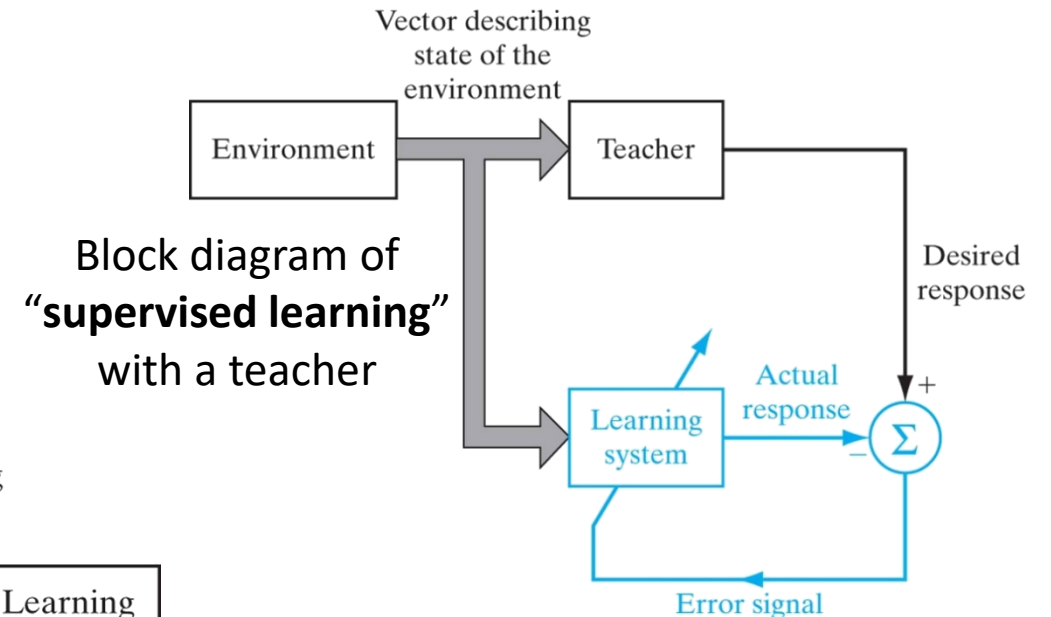 Vector describing
state of the
environment
Environment
Teacher
Block diagram of
“supervised learning”
with a teacher
Desired
response
+
Actual
response
Learning
system
−
Σ
Error signal
Learning